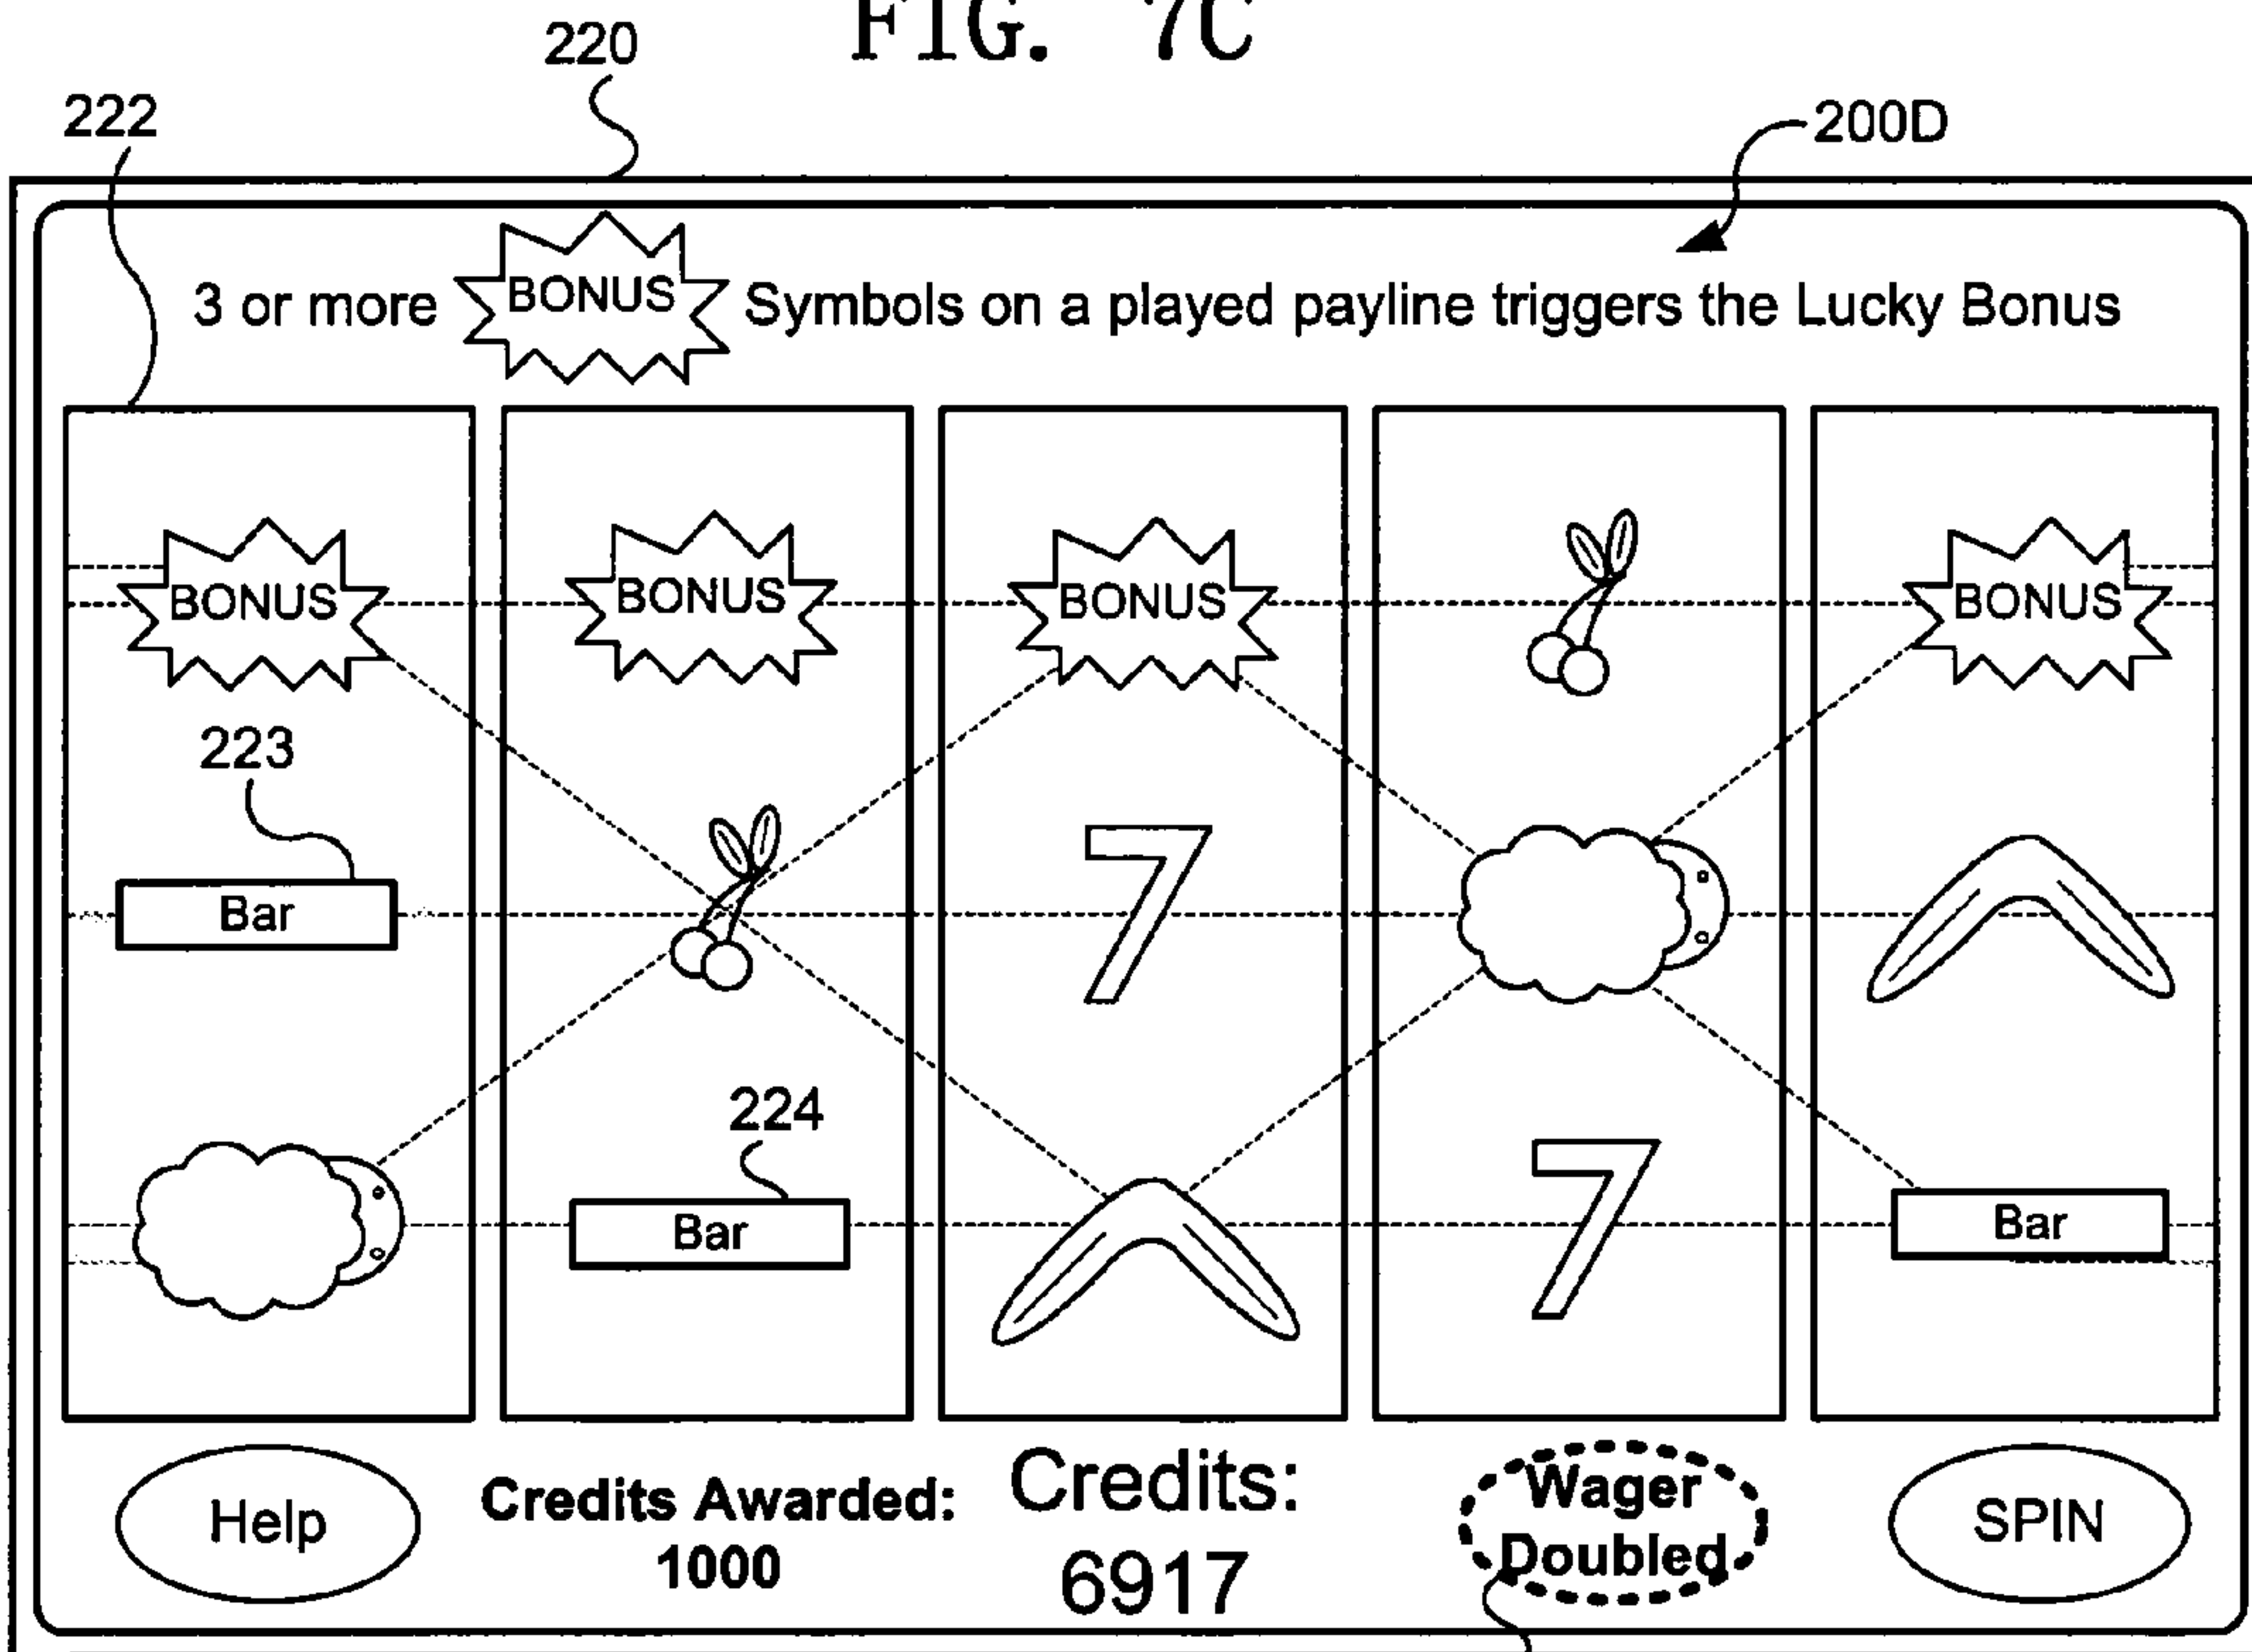 FIG. 7C
220
222
200D
3 or more BONUS Symbols on a played payline triggers the Lucky Bonus
BONUS BONUS BONUS BONUS
223
Bar 7
224
Bar 7 Bar
Help Credits Awarded: 1000 Credits: 6917 Wager Doubled SPIN